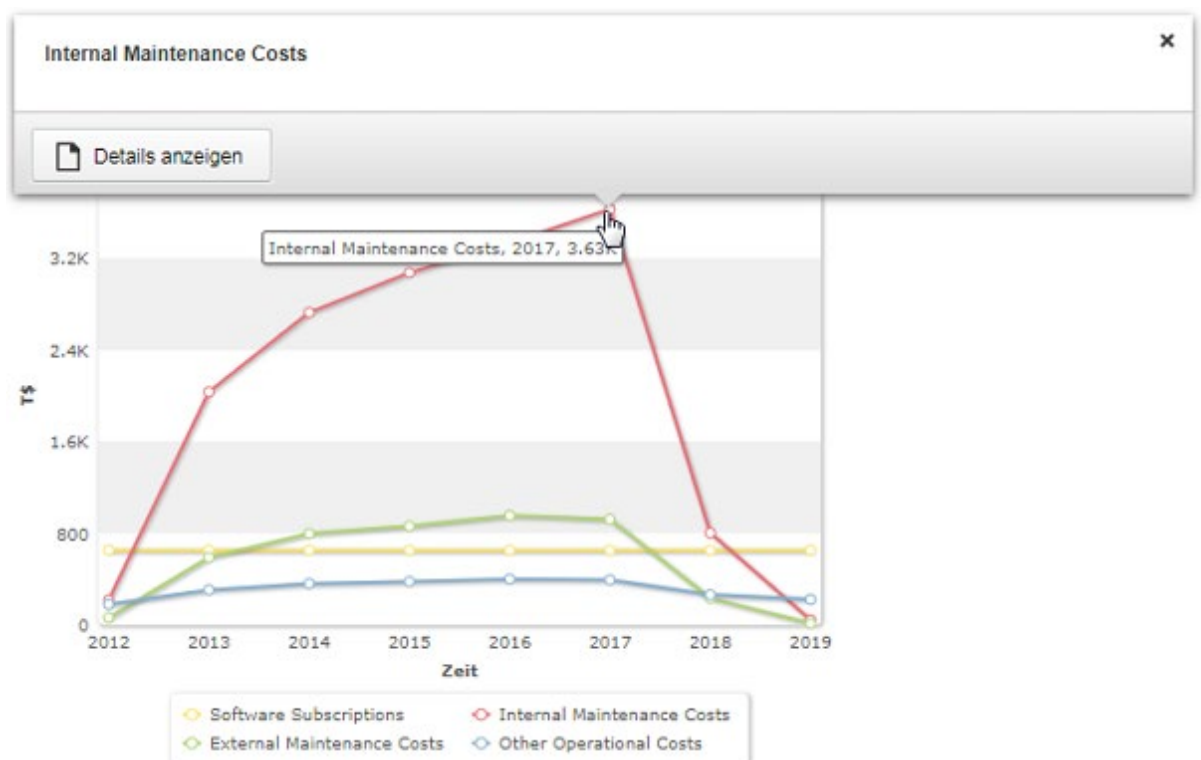 Internal Maintenance Costs
Details anzeigen
Internal Maintenance Costs, 2017, 3.63K
3.2K
2.4K
T$
1.6K
800
0
2012 2013 2014 2015 2016 2017 2018 2019
Zeit
Software Subscriptions Internal Maintenance Costs
External Maintenance Costs Other Operational Costs